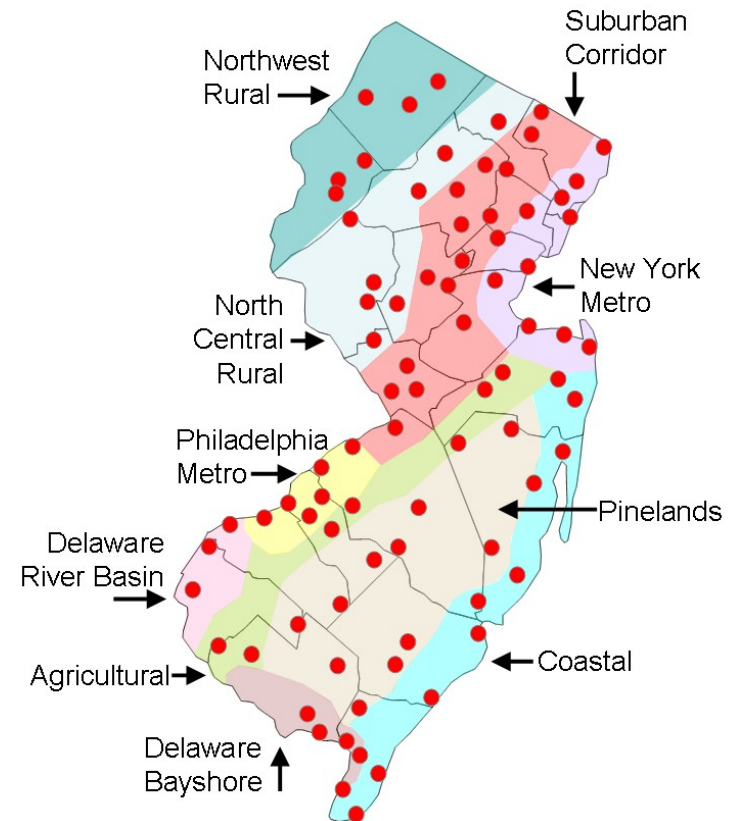 Suburban
Corridor
Northwest
Rural
New York
Metro
North
Central
Rural
Philadelphia
Metro
Pinelands
Delaware
River Basin
Coastal
Agricultural
Delaware
Bayshore